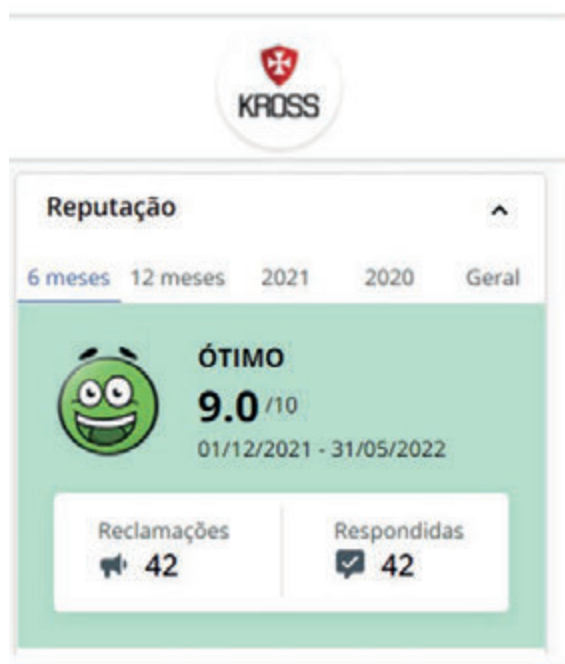 KROSS
Reputação
6 meses 12 meses 2021 2020 Geral
ÓTIMO
9.0 /10
01/12/2021 - 31/05/2022
Reclamações Respondidas
42 42